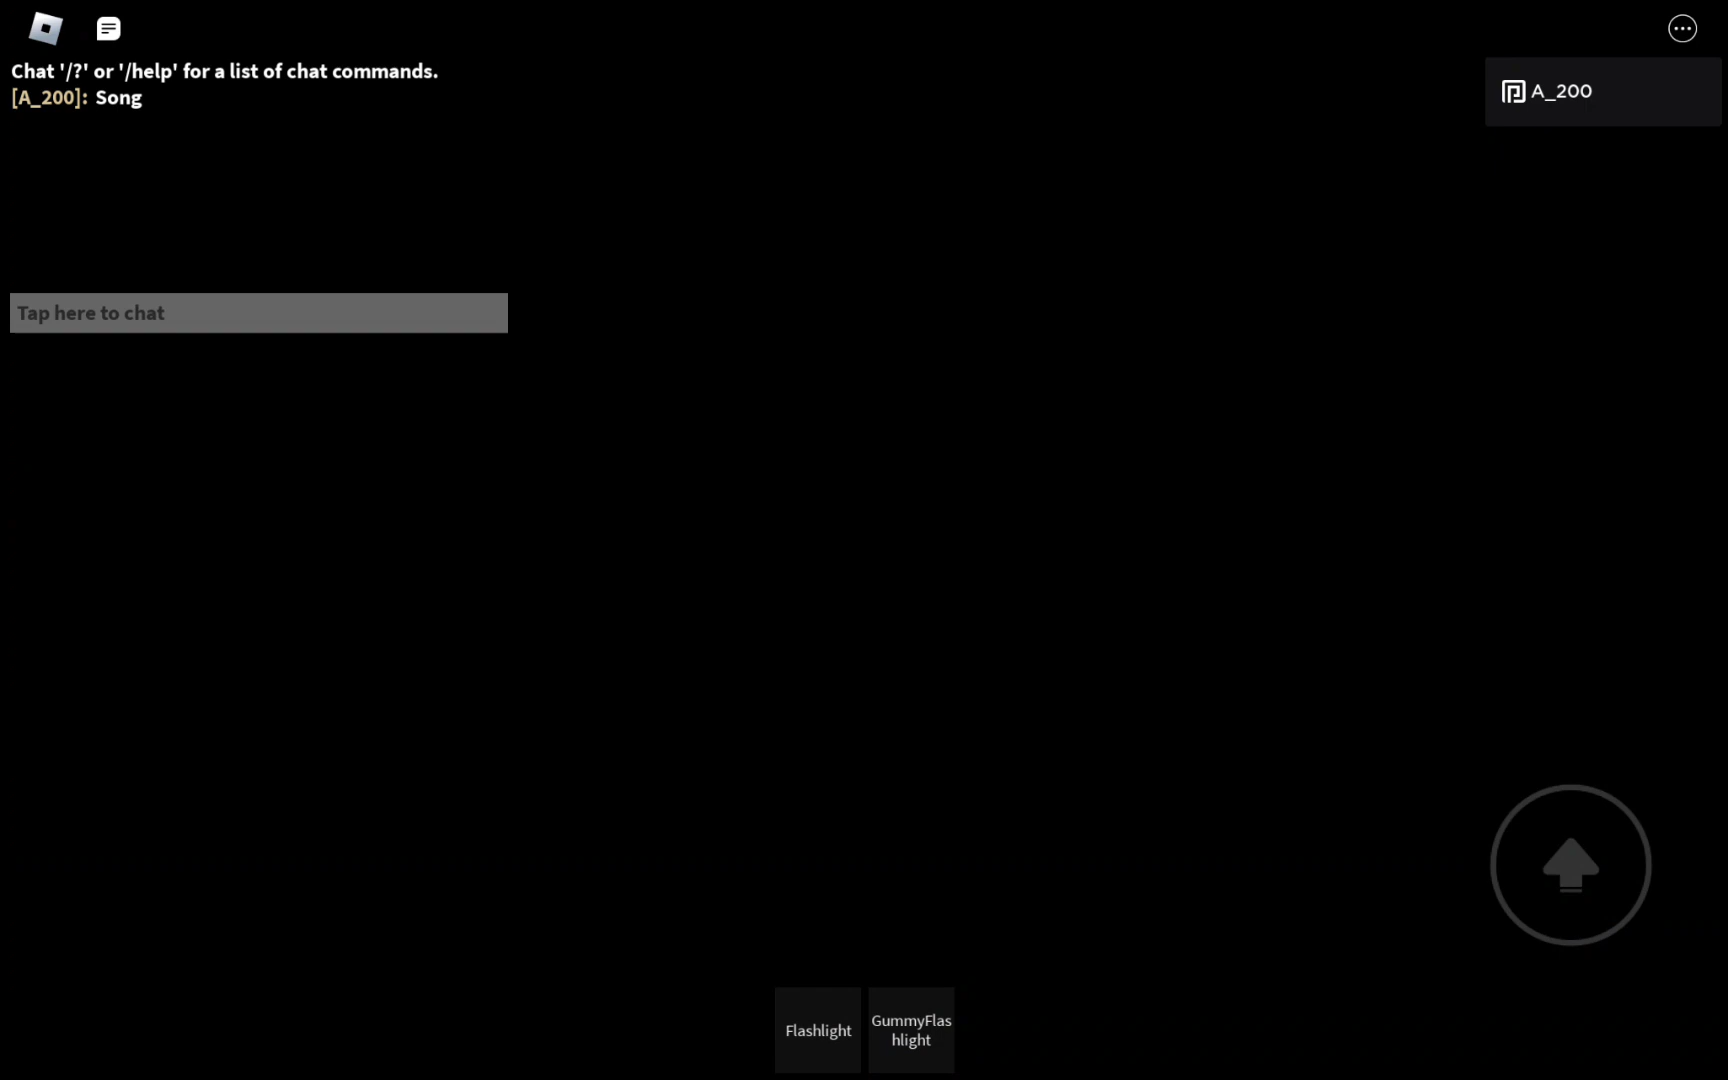 Chat '/?' or '/help' for a list of chat commands.
[A_200]: Song
A_200
Tap here to chat
Flashlight
GummyFlas
hlight